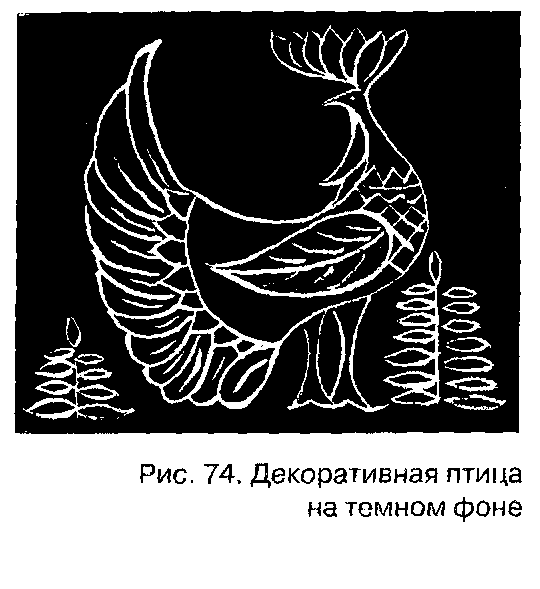 Рис. 74. Декоративная птица
на темном фоне